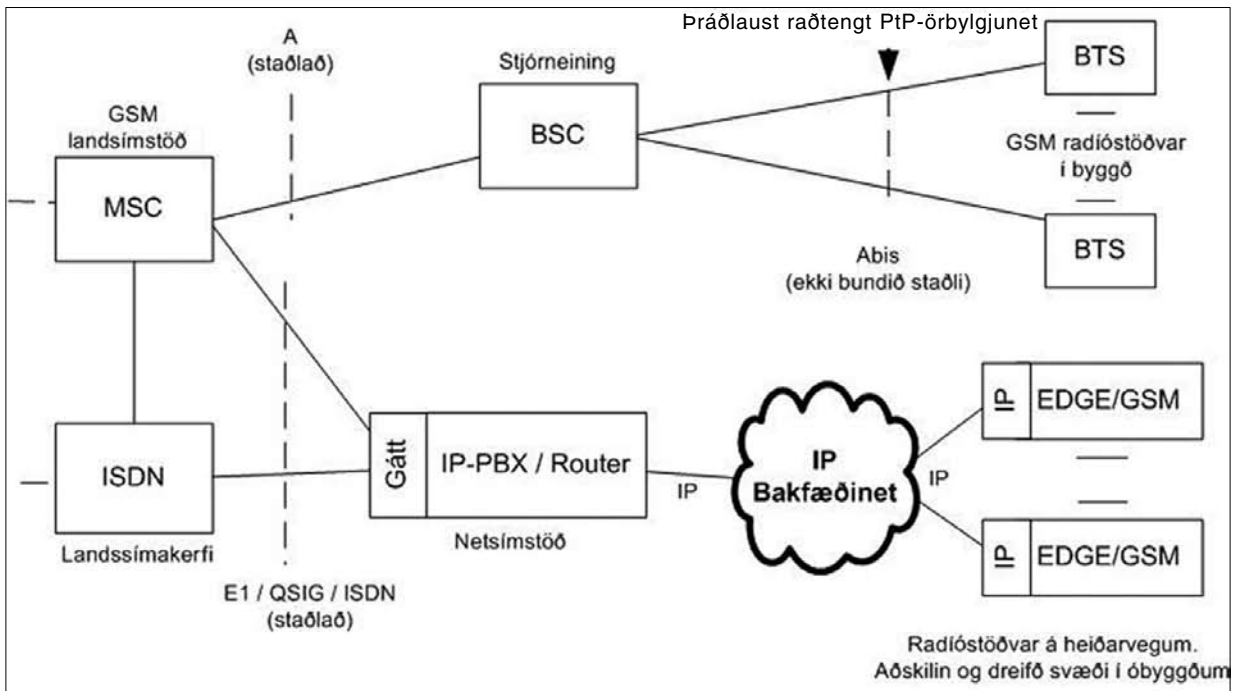 Þráðlaust raðtengt PtP-örbylgjunet
A
(staðlað)
Stjórneining
BTS
GSM
landsímstöð
BSC
GSM radíóstöðvar
í byggð
MSC
BTS
Abis
(ekki bundið staðli)
IP EDGE/GSM
ISDN
Gátt
IP-PBX / Router
IP
IP
Bakfæðinet
IP
Landssímakerfi
Netsímstöð
IP EDGE/GSM
E1 / QSIG / ISDN
(staðlað)
Radíóstöðvar á heiðarvegum.
Aðskilin og dreifð svæði í óbyggðum